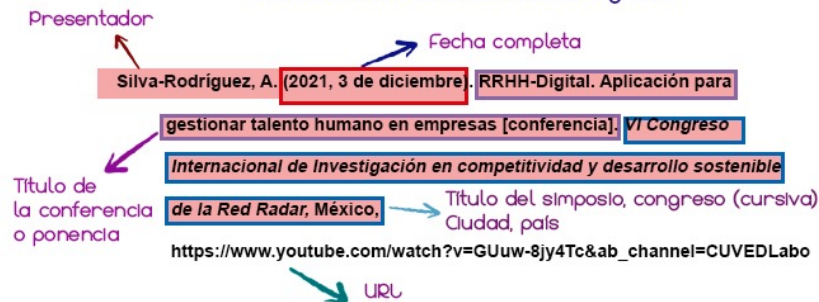 Presentador
Fecha completa
Silva-Rodríguez, A. (2021, 3 de diciembre). RRHH-Digital. Aplicación para
gestionar talento humano en empresas [conferencia]. VI Congreso
Internacional de Investigación en competitividad y desarrollo sostenible
de la Red Radar, México,
Título de
la conferencia
o ponencia
Título del simposio, congreso (cursiva)
Ciudad, país
https://www.youtube.com/watch?v=GUuw-8jy4Tc&ab_channel=CUVEDLabo
URL